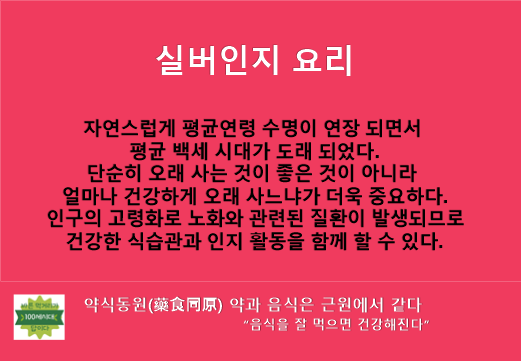 실버인지 요리
자연스럽게 평균연령 수명이 연장 되면서
평균 백세 시대가 도래 되었다.
단순히 오래 사는 것이 좋은 것이 아니라
얼마나 건강하게 오래 사느냐가 더욱 중요하다.
인구의 고령화로 노화와 관련된 질환이 발생되므로
건강한 식습관과 인지 활동을 함께 할 수 있다.
약식동원(藥食同原) 약과 음식은 근원에서 같다
"음식을 잘 먹으면 건강해진다"
100세시대